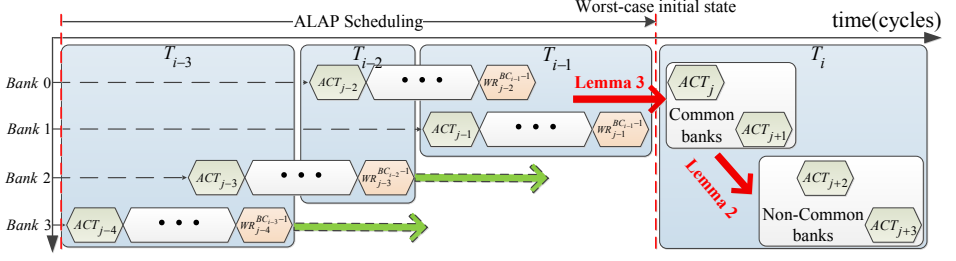 Worst-case initial state
ALAP Scheduling
time(cycles)
T_{i-3}
T_{i-2}
T_{i-1}
T_i
Bank 0
ACT_{j-2}
• • •
WR_{j-2}^{BC_{i-1}-1}
Lemma 3
ACT_j
Bank 1
ACT_{j-1}
• • •
WR_{j-1}^{BC_{i-1}-1}
Common
banks
ACT_{j+1}
Bank 2
ACT_{j-3}
• • •
WR_{j-3}^{BC_{i-2}-1}
Lemma 2
ACT_{j+2}
Bank 3
ACT_{j-4}
• • •
WR_{j-4}^{BC_{i-3}-1}
Non-Common
banks
ACT_{j+3}